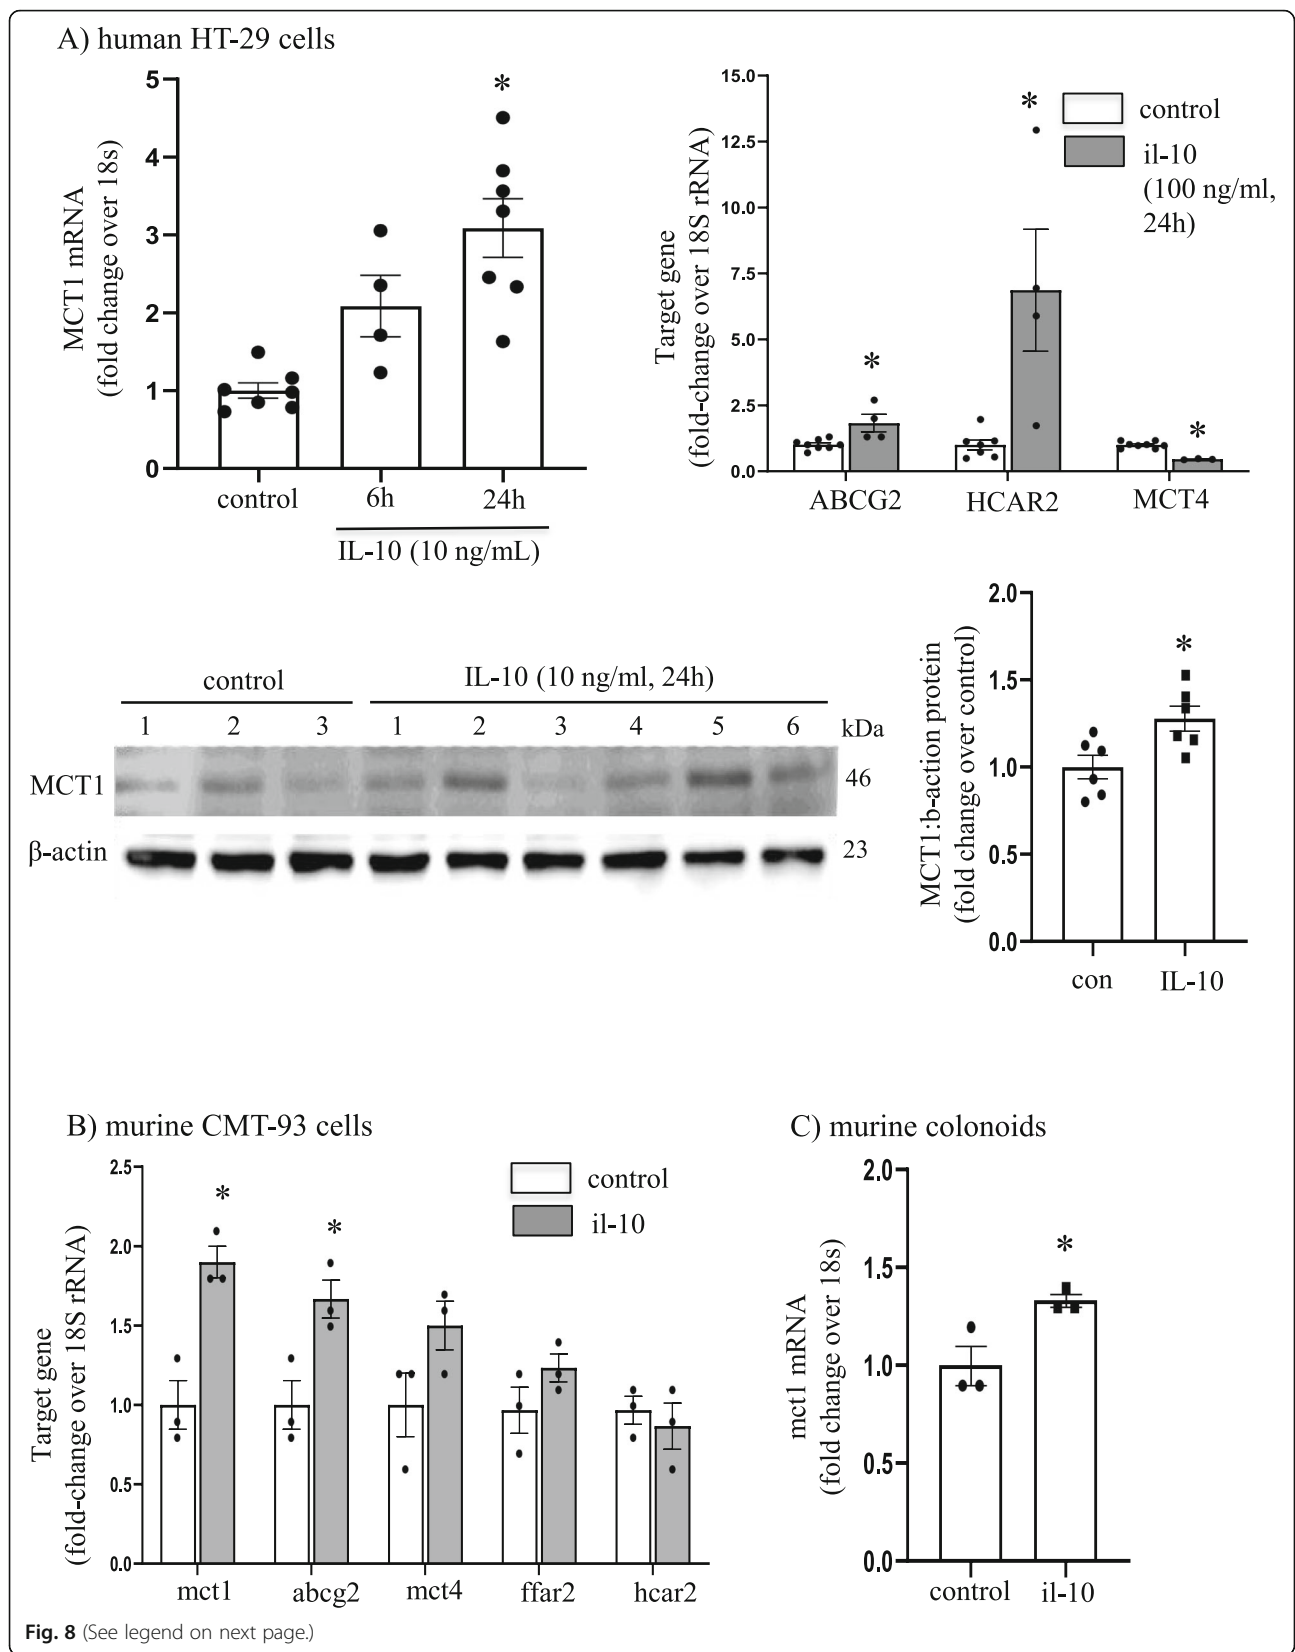 A) human HT-29 cells
MCT1 mRNA
(fold change over 18s)
5
4
3
2
1
0
*
control
6h
24h
IL-10 (10 ng/mL)
Target gene
(fold-change over 18S rRNA)
15.0
12.5
10.0
7.5
5.0
2.5
0.0
*
*
*
ABCG2
HCAR2
MCT4
control
il-10
(100 ng/ml,
24h)
control
IL-10 (10 ng/ml, 24h)
1 2 3 1 2 3 4 5 6 kDa
MCT1 46
β-actin 23
MCT1:b-action protein
(fold change over control)
2.0
1.5
1.0
0.5
0.0
*
con
IL-10
B) murine CMT-93 cells
Target gene
(fold-change over 18S rRNA)
2.5
2.0
1.5
1.0
0.5
0.0
*
*
control
il-10
mct1
abcg2
mct4
ffar2
hcar2
C) murine colonoids
mct1 mRNA
(fold change over 18s)
2.0
1.5
1.0
0.5
0.0
*
control
il-10
Fig. 8 (See legend on next page.)